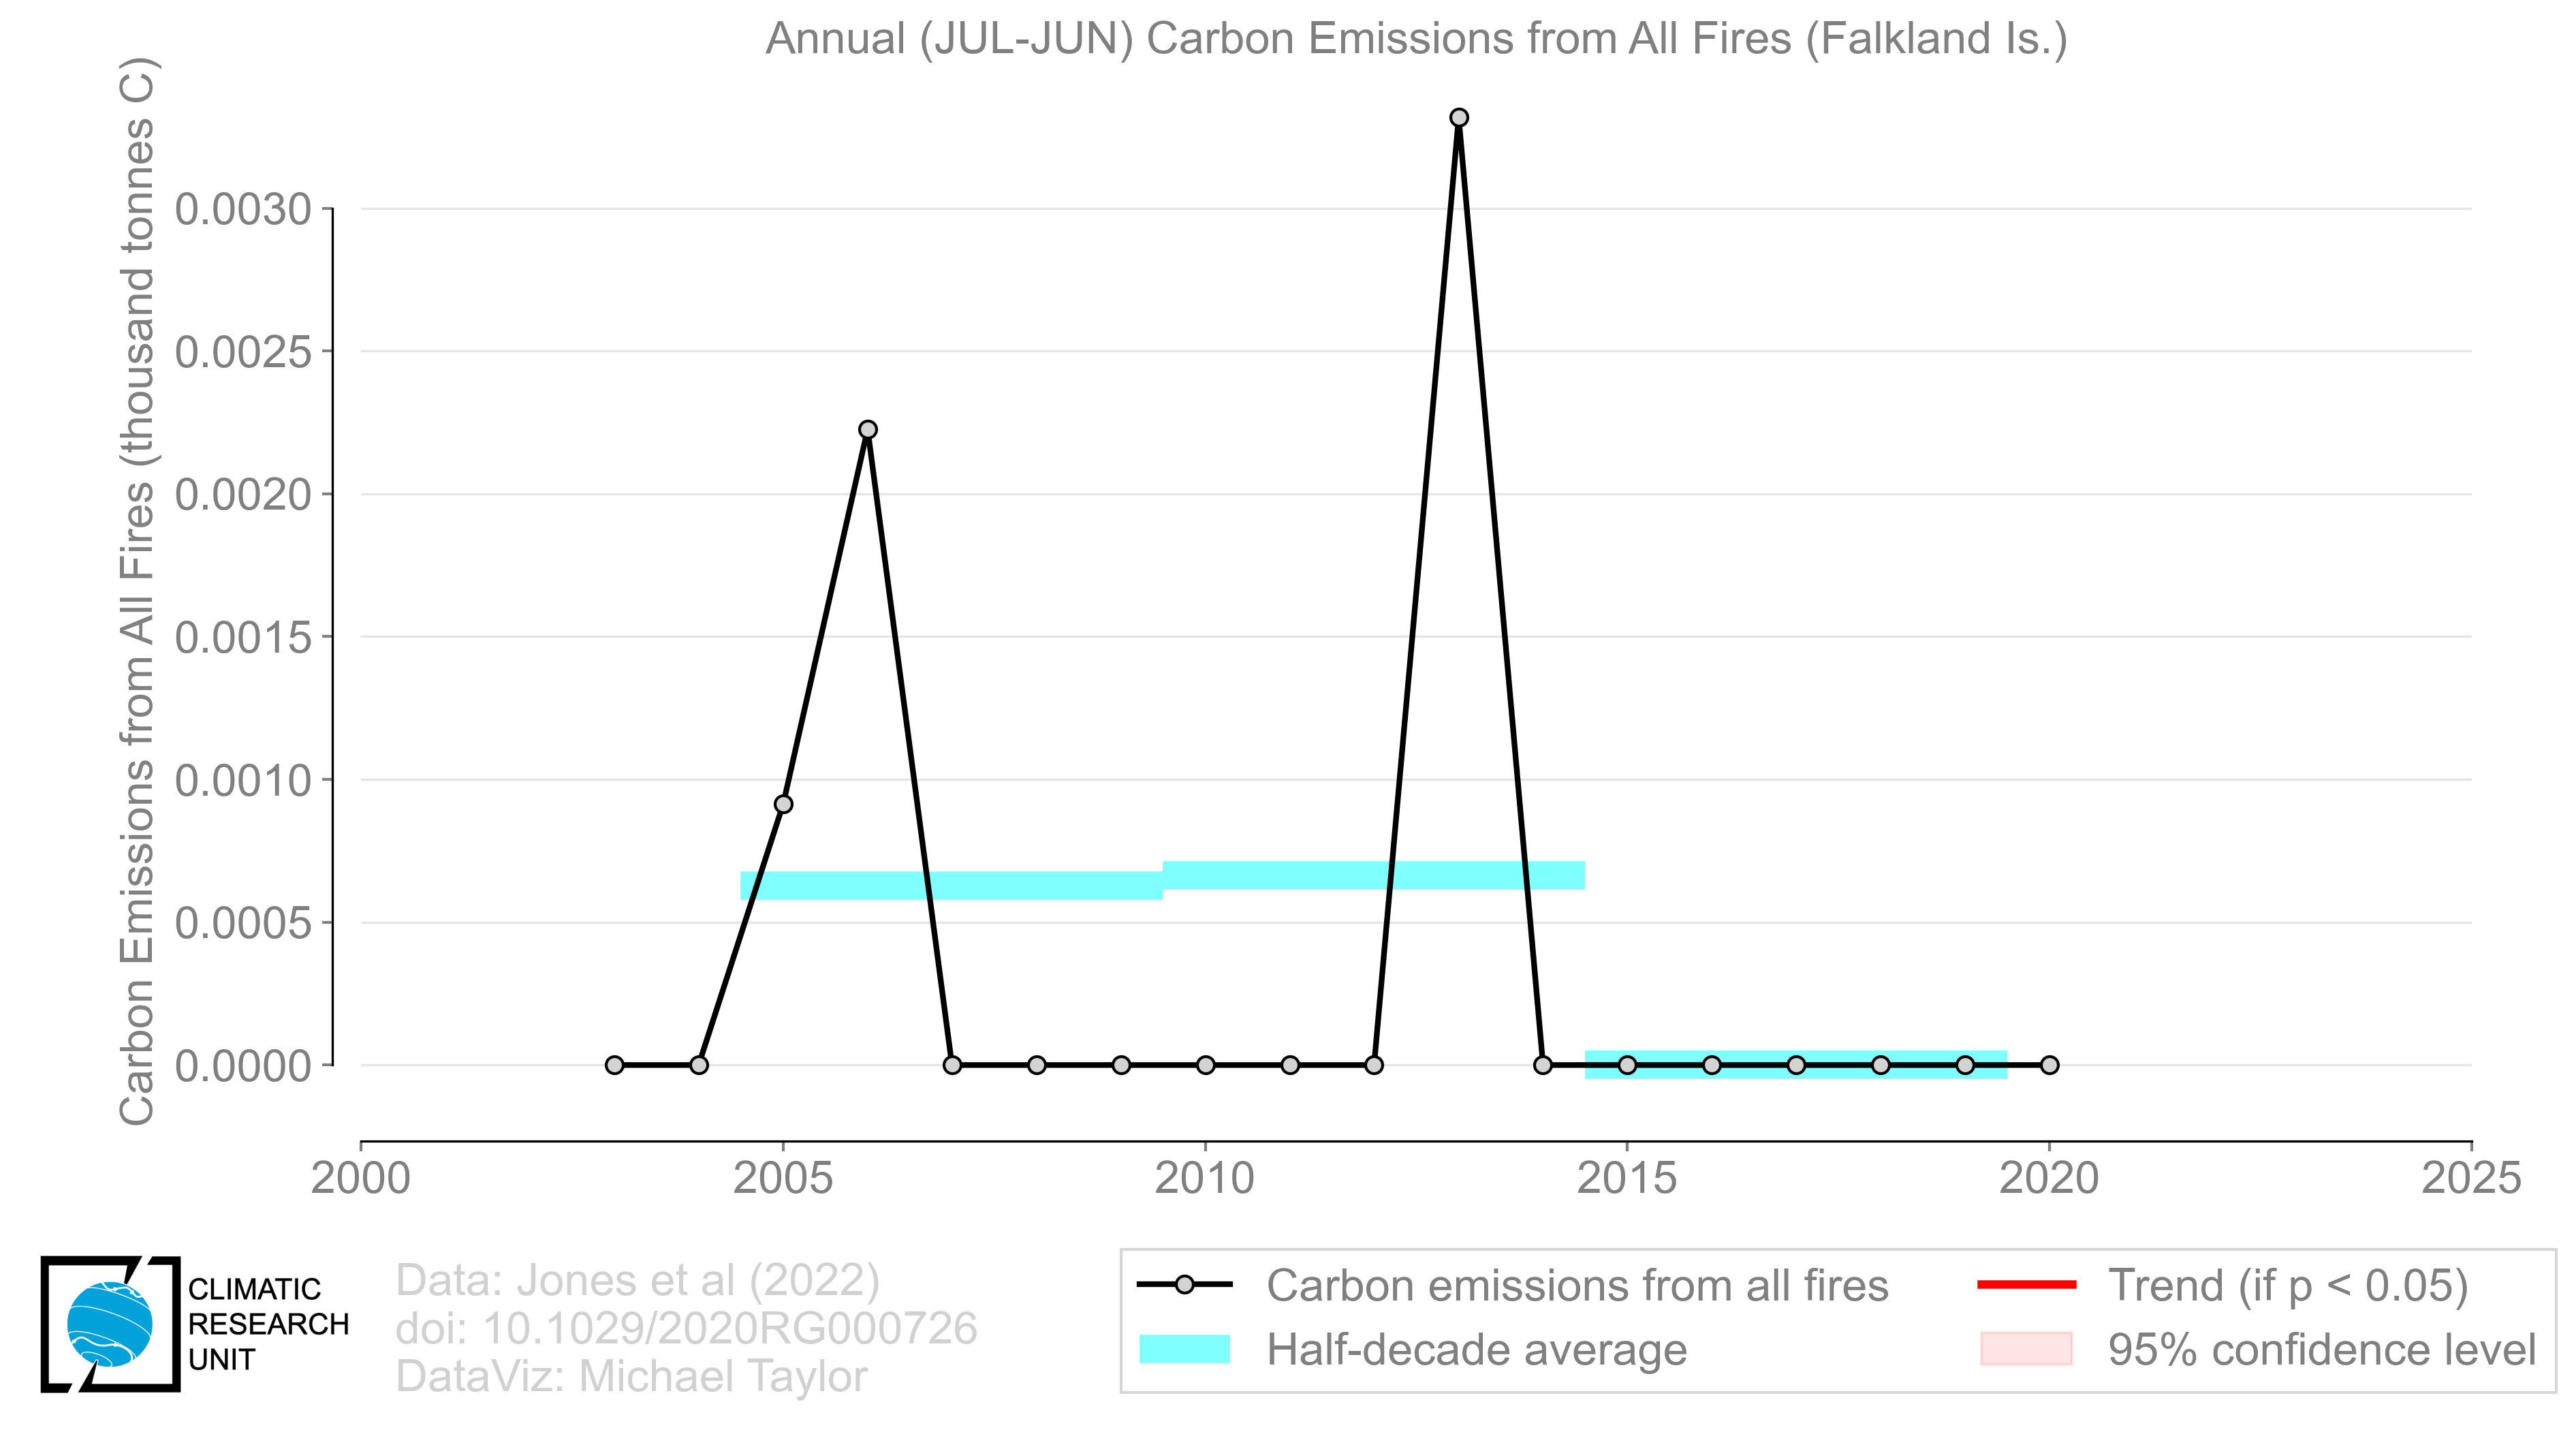 Annual (JUL-JUN) Carbon Emissions from All Fires (Falkland Is.)
Carbon Emissions from All Fires (thousand tonnes C)
0.0030
0.0025
0.0020
0.0015
0.0010
0.0005
0.0000
2000 2005 2010 2015 2020 2025
CLIMATIC
RESEARCH
UNIT
Data: Jones et al (2022)
doi: 10.1029/2020RG000726
DataViz: Michael Taylor
Carbon emissions from all fires
Half-decade average
Trend (if p < 0.05)
95% confidence level